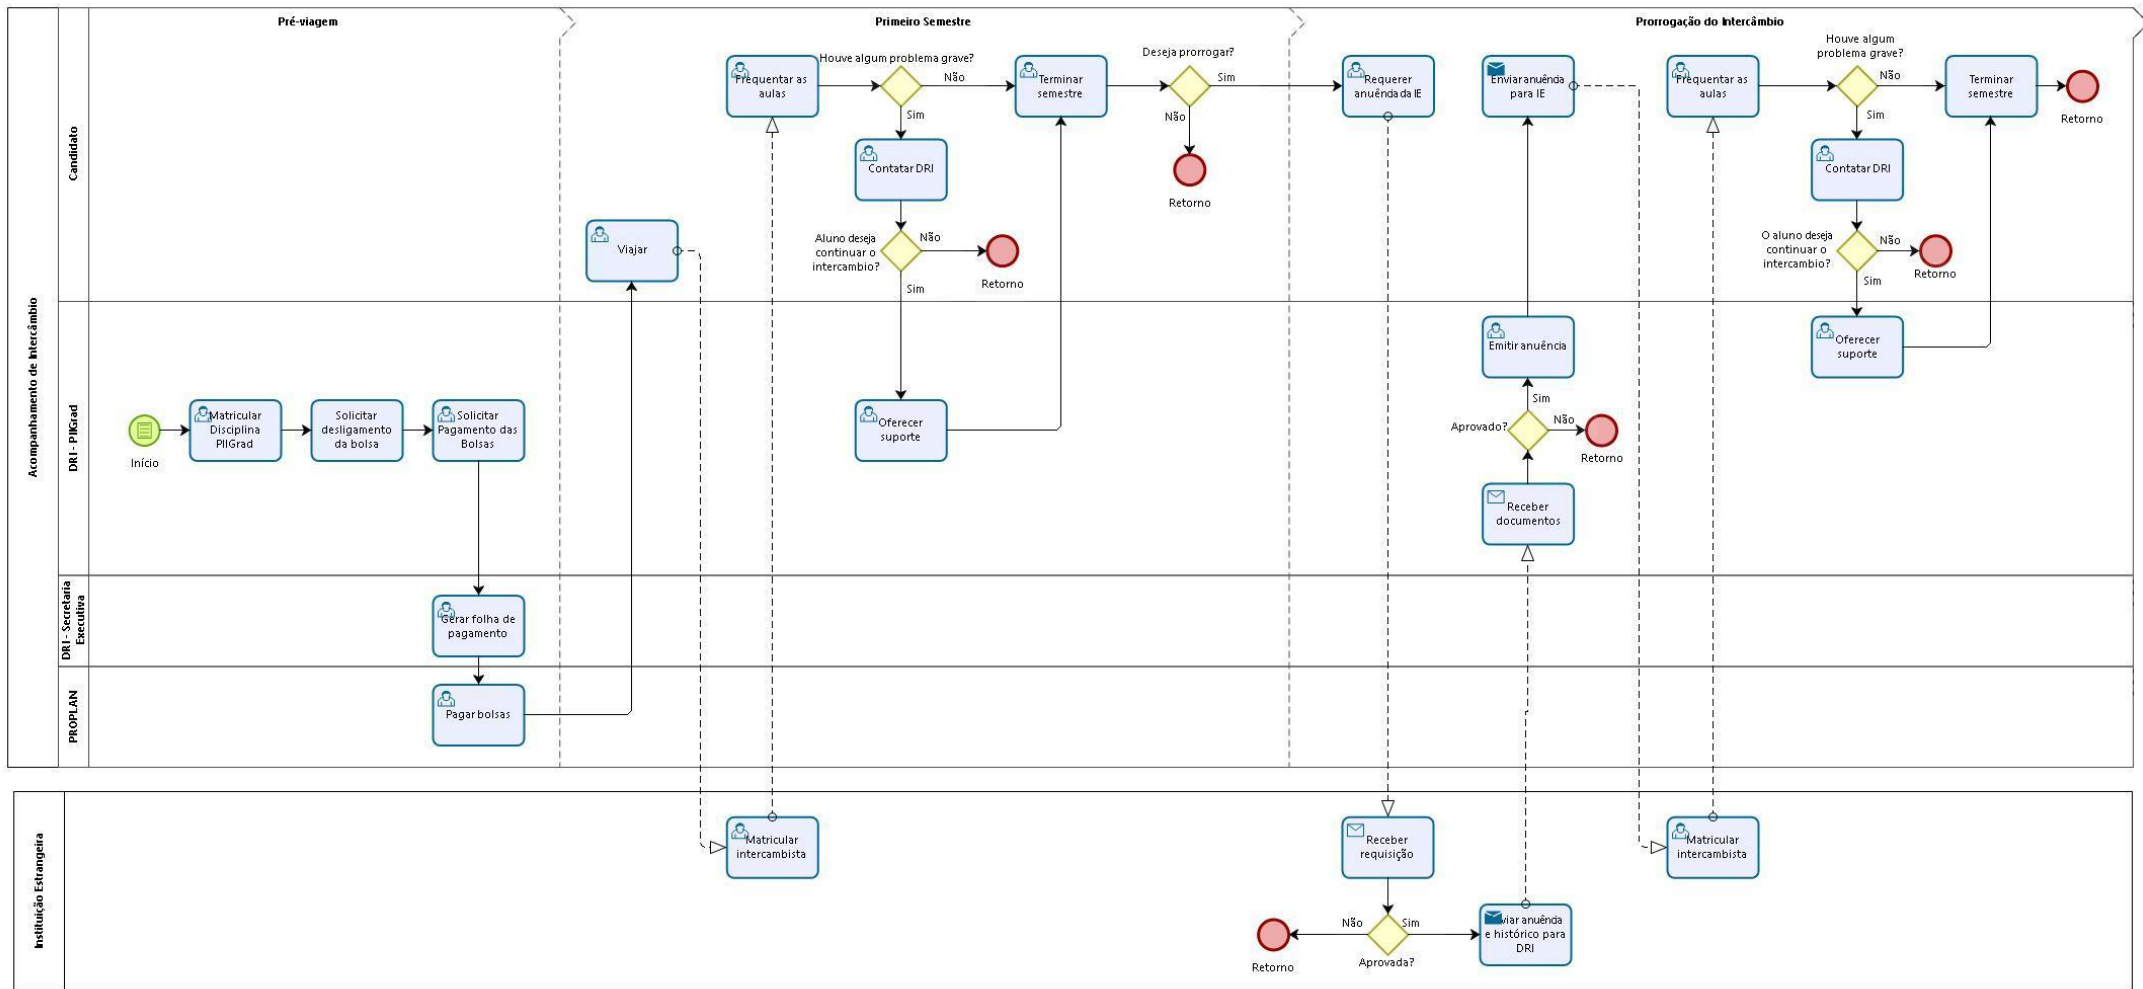 Pré-viagem
Primeiro Semestre
Prorrogação do Intercâmbio
Acompanhamento de Intercâmbio
Candidato
Viajar
Frequentar as
aulas
Houve algum problema grave?
Não
Sim
Contatar DRI
Aluno deseja
continuar o
intercambio?
Não
Retorno
Sim
Terminar
semestre
Deseja prorrogar?
Sim
Não
Retorno
Requerer
anuência da IE
Enviar anuência
para IE
Frequentar as
aulas
Houve algum
problema grave?
Não
Sim
Terminar
semestre
Retorno
Contatar DRI
O aluno deseja
continuar o
intercambio?
Não
Retorno
Sim
DRI - PIIGrad
Início
Matricular
Disciplina
PIIGrad
Solicitar
desligamento
da bolsa
Solicitar
Pagamento das
Bolsas
Oferecer
suporte
Emitir anuência
Sim
Aprovado?
Não
Retorno
Receber
documentos
Oferecer
suporte
DRI - Secretaria
Executiva
Gerar folha de
pagamento
PROPLAN
Pagar bolsas
Instituição Estrangeira
Matricular
intercambista
Receber
requisição
Não
Sim
Retorno
Aprovada?
viar anuência
e histórico para
DRI
Matricular
intercambista